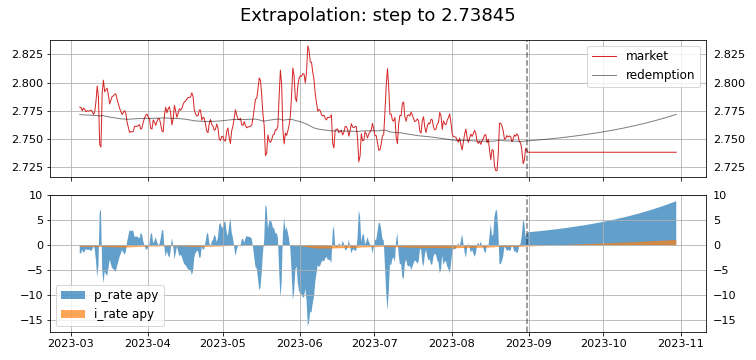 Extrapolation: step to 2.73845
2.825 2.825
2.800 2.800
2.775 2.775
2.750 2.750
2.725 2.725
market
redemption
10 10
5 5
0 0
−5 −5
−10 −10
−15 −15
p_rate apy
i_rate apy
2023-03 2023-04 2023-05 2023-06 2023-07 2023-08 2023-09 2023-10 2023-11